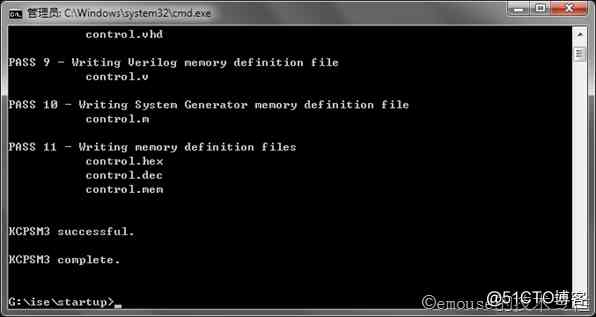 管理员: C:\Windows\system32\cmd.exe
control.vhd
PASS 9 - Writing Verilog memory definition file
control.v
PASS 10 - Writing System Generator memory definition file
control.m
PASS 11 - Writing memory definition files
control.hex
control.dec
control.mem
KCPSM3 successful.
KCPSM3 complete.
G:\ise\startup>_
©emouse的技术专栏
@51CTO博客